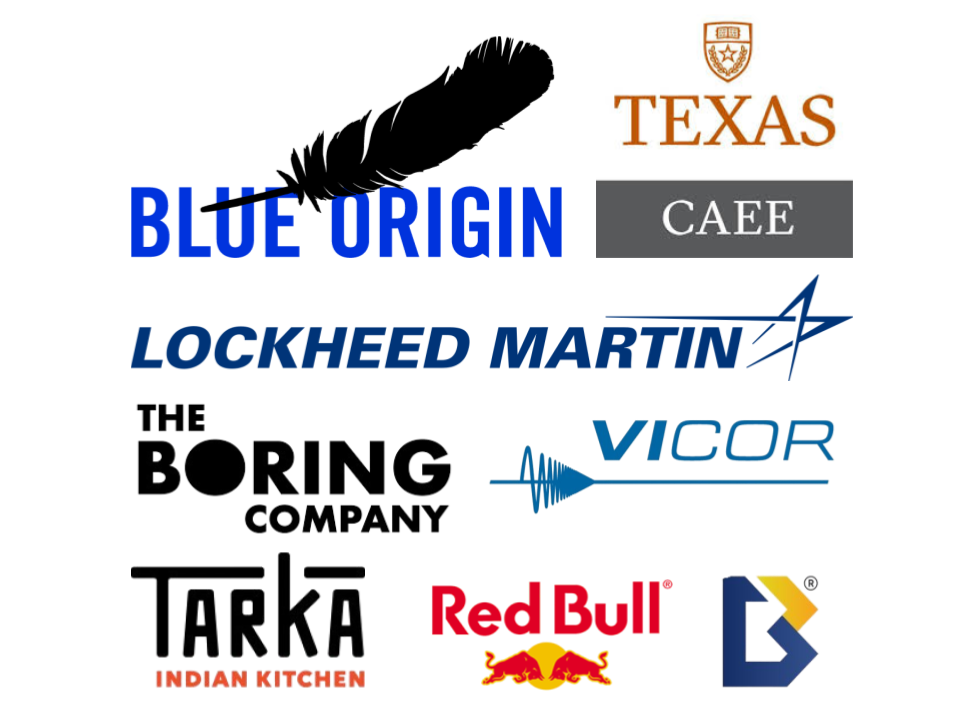 TEXAS
BLUE ORIGIN
CAEE
LOCKHEED MARTIN
THE
BORING
COMPANY
VICOR
TARKA
INDIAN KITCHEN
Red Bull®
B®